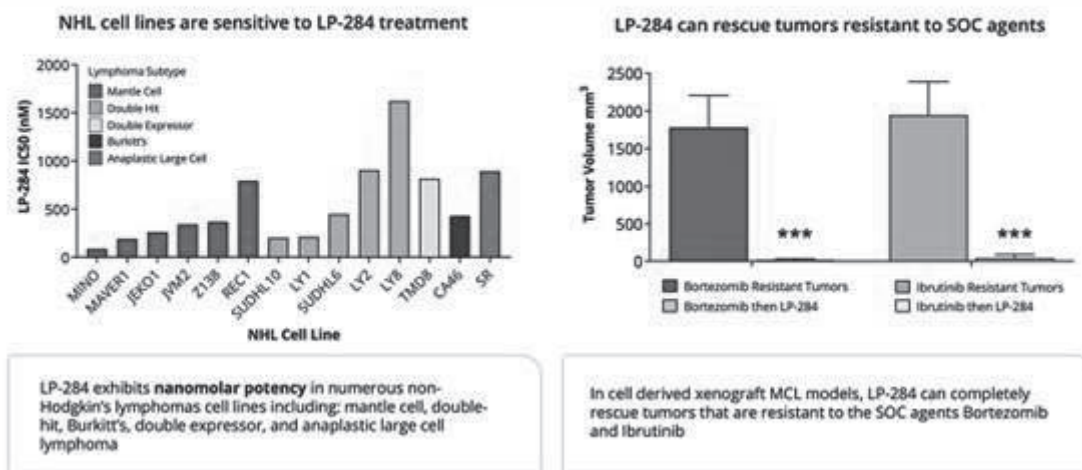 NHL cell lines are sensitive to LP-284 treatment
LP-284 IC50 (nM)
2000
1500
1000
500
0
Lymphoma Subtype
Mantle Cell
Double Hit
Double Expressor
Burkitt's
Anaplastic Large Cell
MINO
MAVER1
JEKO1
JVM2
Z138
REC1
SUDHL10
LY1
SUDHL6
LY2
LY8
TMD8
CA46
SR
NHL Cell Line
LP-284 exhibits nanomolar potency in numerous non-
Hodgkin's lymphomas cell lines including: mantle cell, double-
hit, Burkitt's, double expressor, and anaplastic large cell
lymphoma
LP-284 can rescue tumors resistant to SOC agents
Tumor Volume mm³
2500
2000
1500
1000
500
0
***
***
Bortezomib Resistant Tumors
Bortezomib then LP-284
Ibrutinib Resistant Tumors
Ibrutinib then LP-284
In cell derived xenograft MCL models, LP-284 can completely
rescue tumors that are resistant to the SOC agents Bortezomib
and Ibrutinib